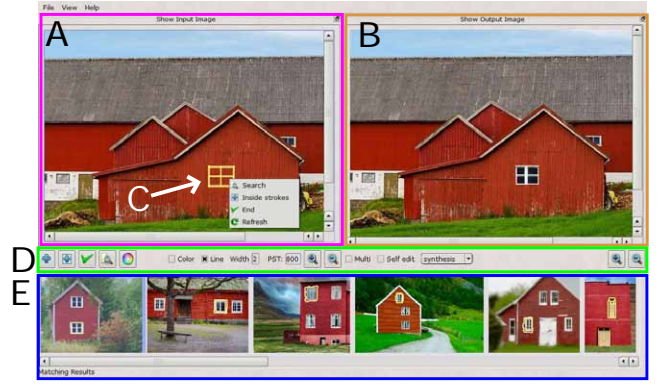 File View Help
Show Input Image
Show Output Image
A
B
C
Search
Inside strokes
End
Refresh
D
Color Line Width 2 PST: 800 Multi Self edit synthesis
E
Matching Results